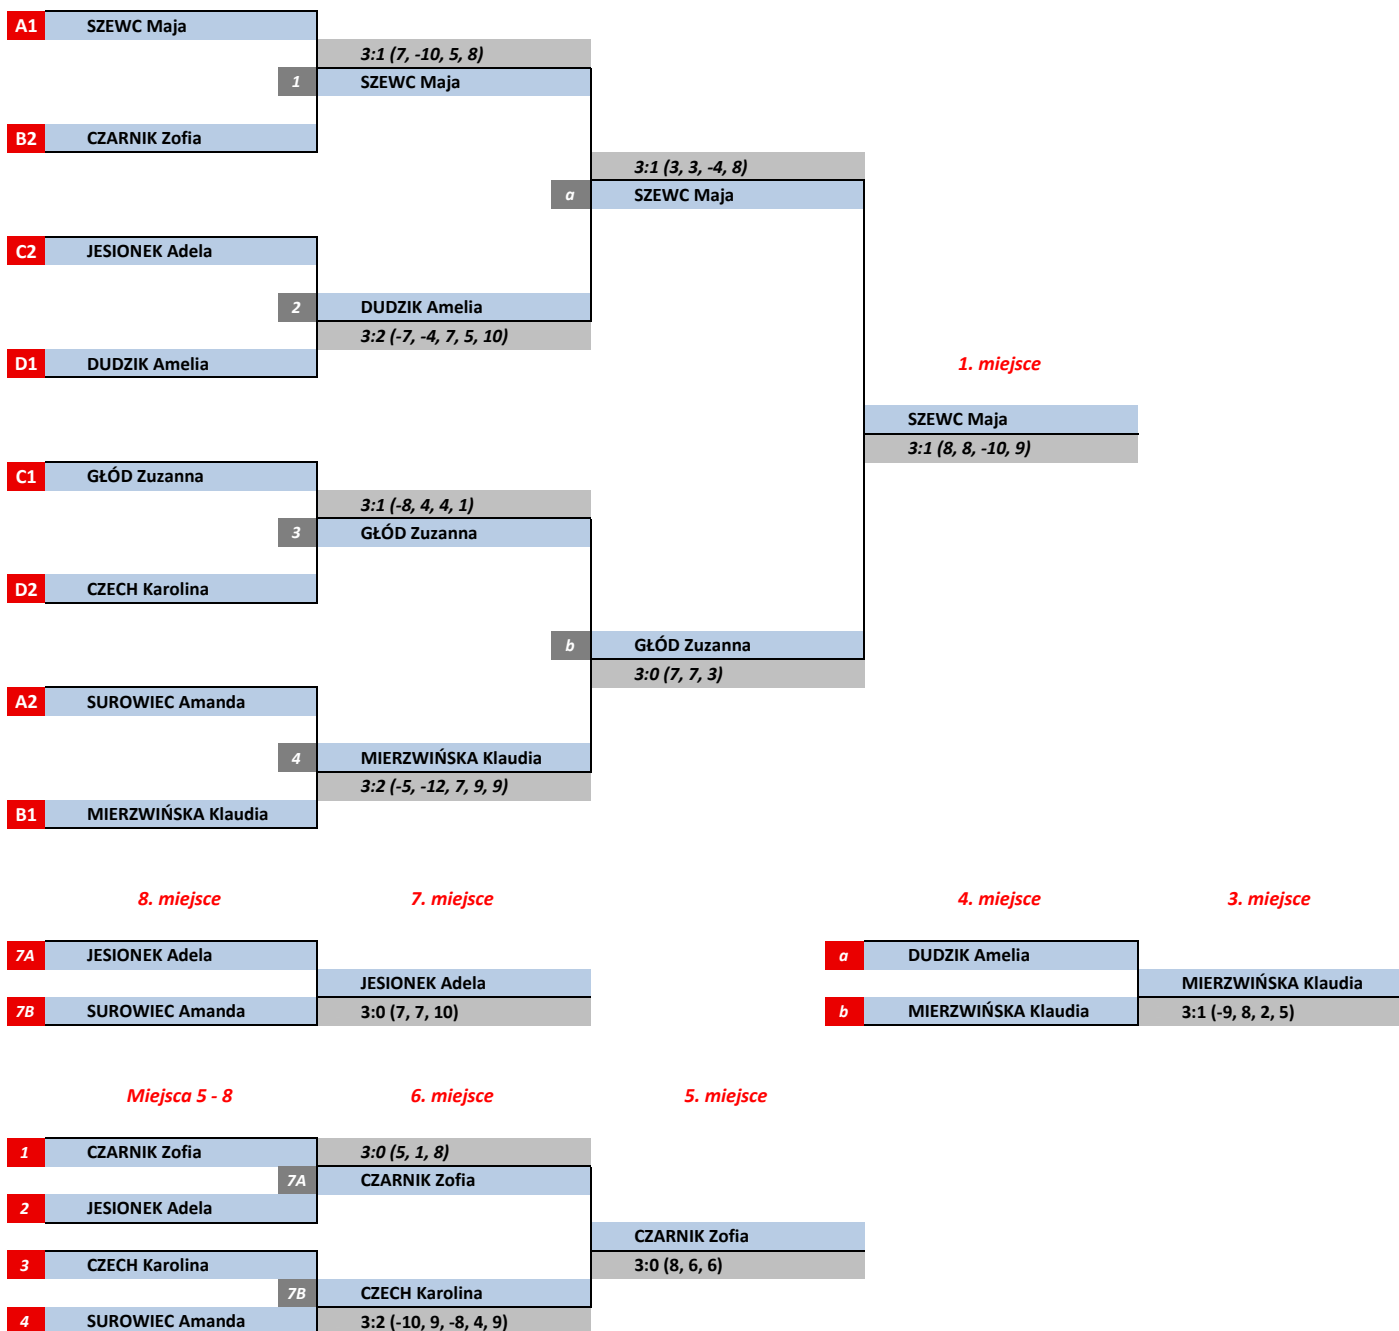 A1 SZEWC Maja
3:1 (7, -10, 5, 8)
1 SZEWC Maja
B2 CZARNIK Zofia
3:1 (3, 3, -4, 8)
a SZEWC Maja
C2 JESIONEK Adela
2 DUDZIK Amelia
3:2 (-7, -4, 7, 5, 10)
D1 DUDZIK Amelia 1. miejsce
SZEWC Maja
3:1 (8, 8, -10, 9)
C1 GŁÓD Zuzanna
3:1 (-8, 4, 4, 1)
3 GŁÓD Zuzanna
D2 CZECH Karolina
b GŁÓD Zuzanna
3:0 (7, 7, 3)
A2 SUROWIEC Amanda
4 MIERZWIŃSKA Klaudia
3:2 (-5, -12, 7, 9, 9)
B1 MIERZWIŃSKA Klaudia
8. miejsce 7. miejsce 4. miejsce 3. miejsce
7A JESIONEK Adela a DUDZIK Amelia
JESIONEK Adela MIERZWIŃSKA Klaudia
7B SUROWIEC Amanda 3:0 (7, 7, 10) b MIERZWIŃSKA Klaudia 3:1 (-9, 8, 2, 5)
Miejsca 5 - 8 6. miejsce 5. miejsce
1 CZARNIK Zofia 3:0 (5, 1, 8)
7A CZARNIK Zofia
2 JESIONEK Adela
CZARNIK Zofia
3 CZECH Karolina 3:0 (8, 6, 6)
7B CZECH Karolina
4 SUROWIEC Amanda 3:2 (-10, 9, -8, 4, 9)